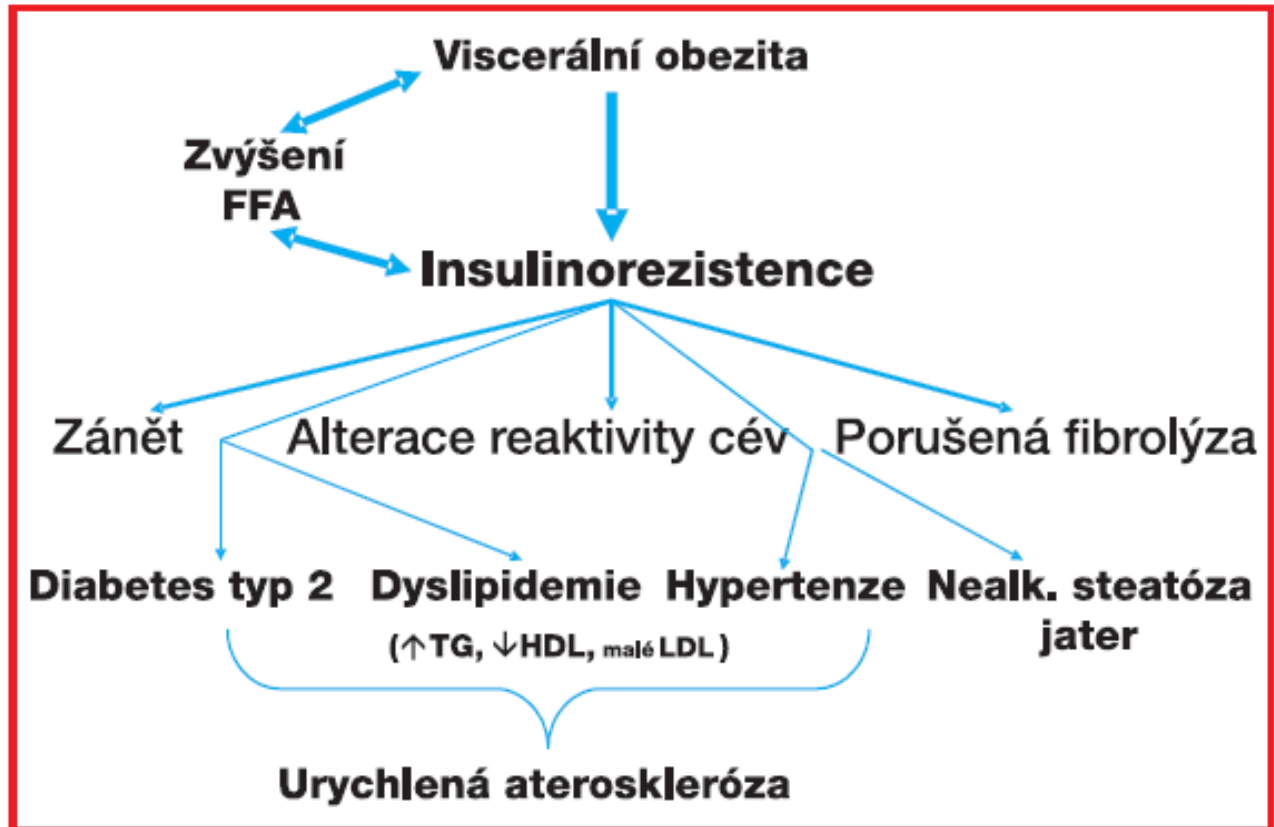 Viscerální obezita
Zvýšení
FFA
Insulinorezistence
Zánět Alterace reaktivity cév Porušená fibrolýza
Diabetes typ 2 Dyslipidemie Hypertenze Nealk. steatóza
(↑TG, ↓HDL, malé LDL) jater
Urychlená ateroskleróza